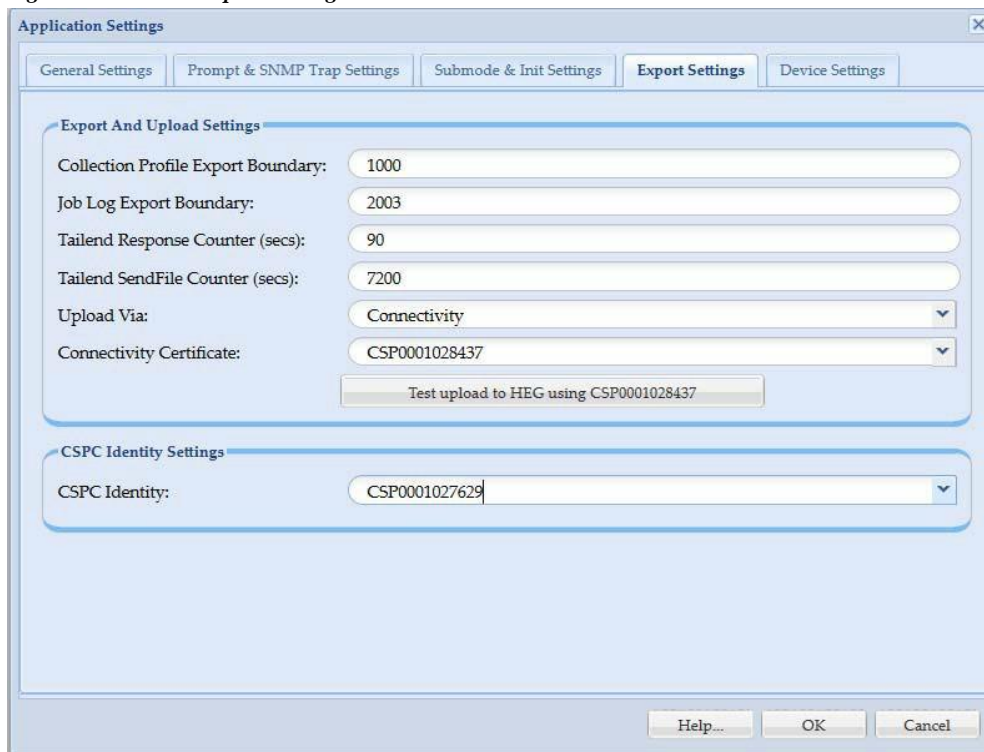 Application Settings
General Settings Prompt & SNMP Trap Settings Submode & Init Settings Export Settings Device Settings
Export And Upload Settings
Collection Profile Export Boundary: 1000
Job Log Export Boundary: 2003
Tailend Response Counter (secs): 90
Tailend SendFile Counter (secs): 7200
Upload Via: Connectivity
Connectivity Certificate: CSP0001028437
Test upload to HEG using CSP0001028437
CSPC Identity Settings
CSPC Identity: CSP0001027629
Help... OK Cancel